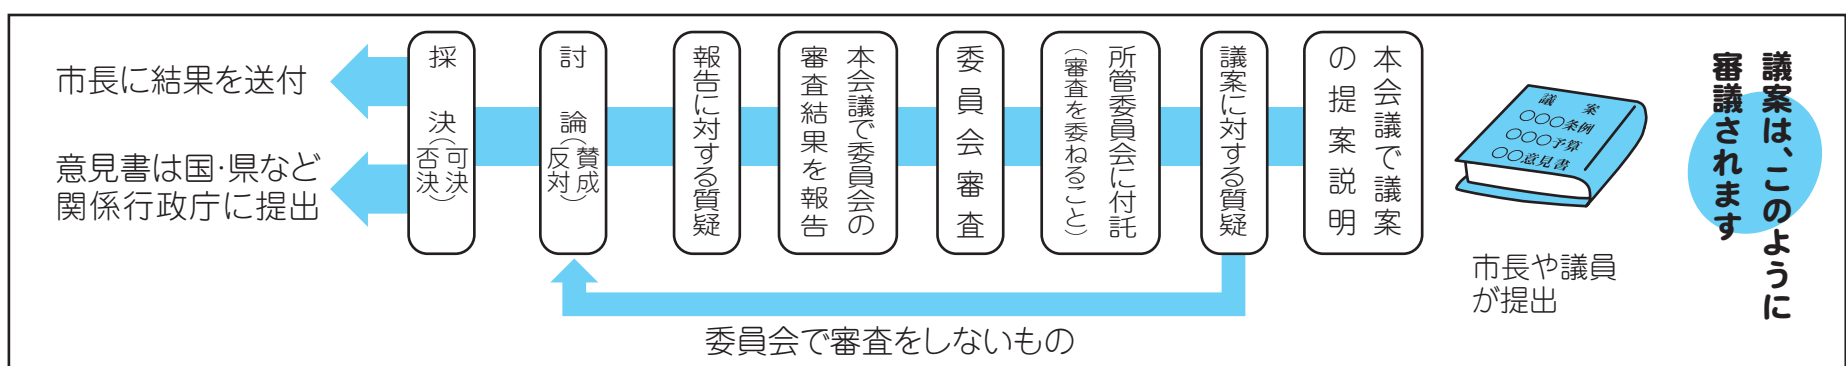 議案は、このように
審議されます
議案
○○○条例
○○○予算
○○意見書
市長や議員
が提出
本会議で議案
の提案説明
議案に対する質疑
所管委員会に付託
(審査を委ねること)
委員会審査
本会議で委員会の
審査結果を報告
報告に対する質疑
討論(賛成
反対)
採決(可決
否決)
市長に結果を送付
意見書は国・県など
関係行政庁に提出
委員会で審査をしないもの